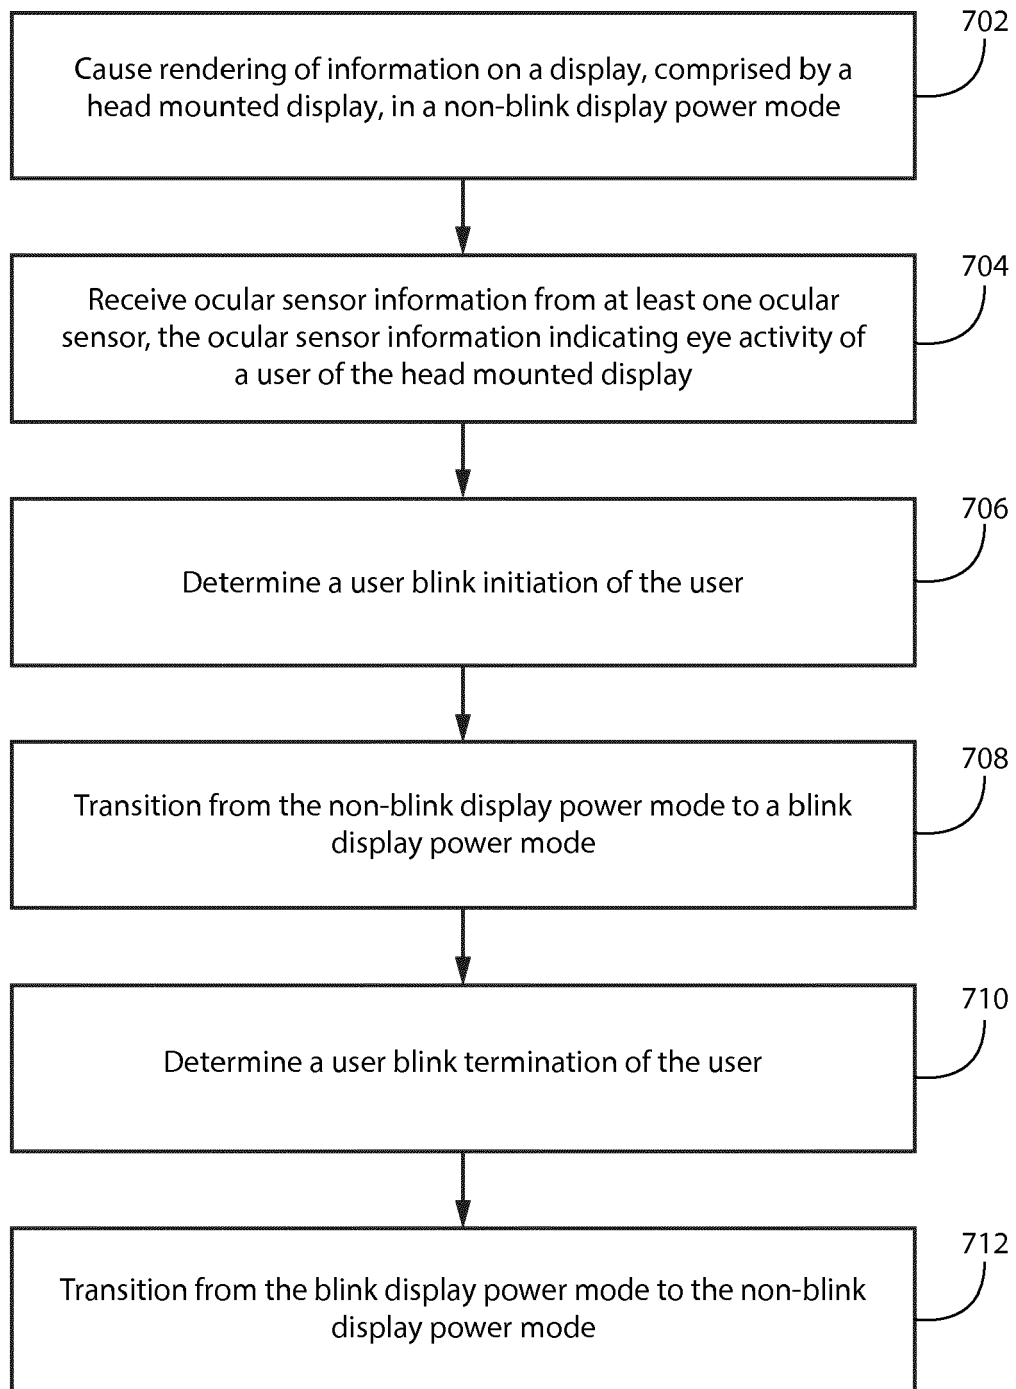 702
Cause rendering of information on a display, comprised by a
head mounted display, in a non-blink display power mode
704
Receive ocular sensor information from at least one ocular
sensor, the ocular sensor information indicating eye activity of
a user of the head mounted display
706
Determine a user blink initiation of the user
708
Transition from the non-blink display power mode to a blink
display power mode
710
Determine a user blink termination of the user
712
Transition from the blink display power mode to the non-blink
display power mode